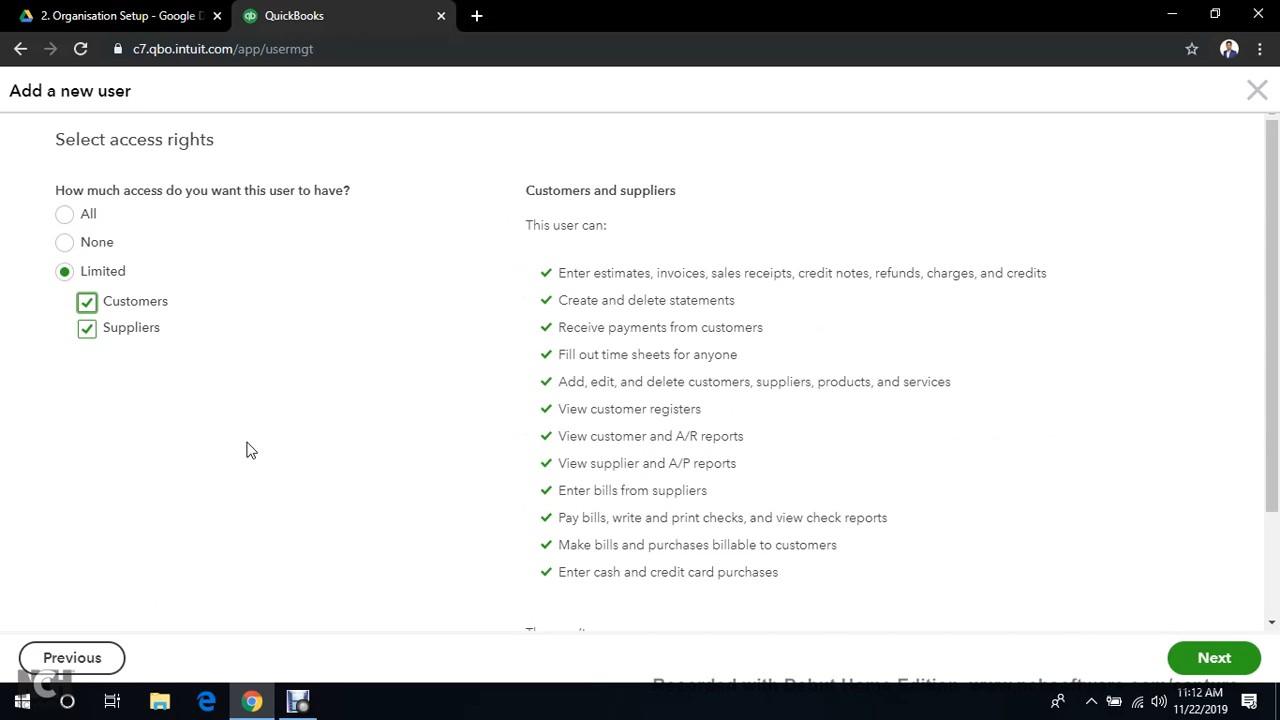 2. Organisation Setup - Google D
QuickBooks
c7.qbo.intuit.com/app/usermgt
Add a new user
Select access rights
How much access do you want this user to have?
All
None
Limited
Customers
Suppliers
Customers and suppliers
This user can:
Enter estimates, invoices, sales receipts, credit notes, refunds, charges, and credits
Create and delete statements
Receive payments from customers
Fill out time sheets for anyone
Add, edit, and delete customers, suppliers, products, and services
View customer registers
View customer and A/R reports
View supplier and A/P reports
Enter bills from suppliers
Pay bills, write and print checks, and view check reports
Make bills and purchases billable to customers
Enter cash and credit card purchases
Previous
Next
NCH
Recorded with Debut Home Edition
11:12 AM
11/22/2019